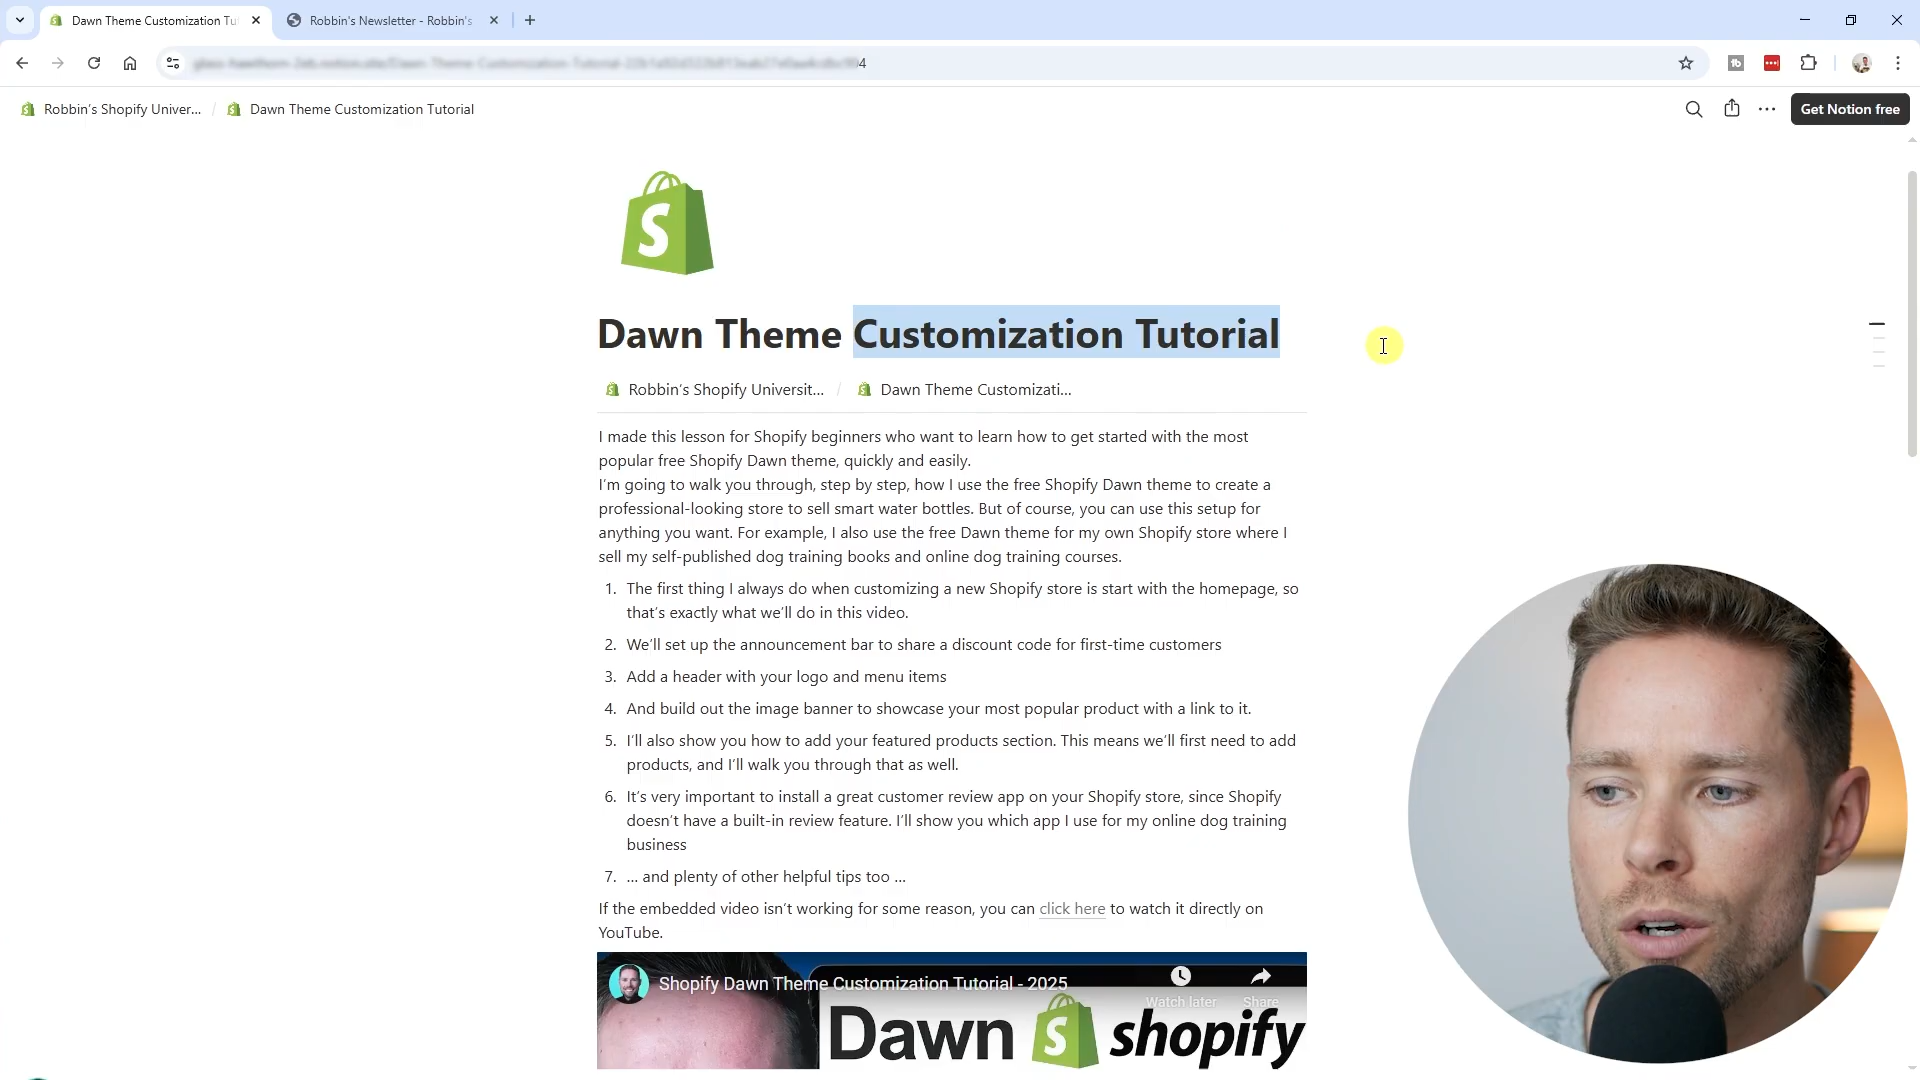 Dawn Theme Customization Tu
Robbin's Newsletter - Robbin's
4
Robbin's Shopify Univer...
/
Dawn Theme Customization Tutorial
Get Notion free
Dawn Theme Customization Tutorial
Robbin's Shopify Universit...
/
Dawn Theme Customizati...
I made this lesson for Shopify beginners who want to learn how to get started with the most
popular free Shopify Dawn theme, quickly and easily.
I'm going to walk you through, step by step, how I use the free Shopify Dawn theme to create a
professional-looking store to sell smart water bottles. But of course, you can use this setup for
anything you want. For example, I also use the free Dawn theme for my own Shopify store where I
sell my self-published dog training books and online dog training courses.
1. The first thing I always do when customizing a new Shopify store is start with the homepage, so
that's exactly what we'll do in this video.
2. We'll set up the announcement bar to share a discount code for first-time customers
3. Add a header with your logo and menu items
4. And build out the image banner to showcase your most popular product with a link to it.
5. I'll also show you how to add your featured products section. This means we'll first need to add
products, and I'll walk you through that as well.
6. It's very important to install a great customer review app on your Shopify store, since Shopify
doesn't have a built-in review feature. I'll show you which app I use for my online dog training
business
7. ... and plenty of other helpful tips too ...
If the embedded video isn't working for some reason, you can click here to watch it directly on
YouTube.
Shopify Dawn Theme Customization Tutorial - 2025
Watch later
Share
Dawn S shopify